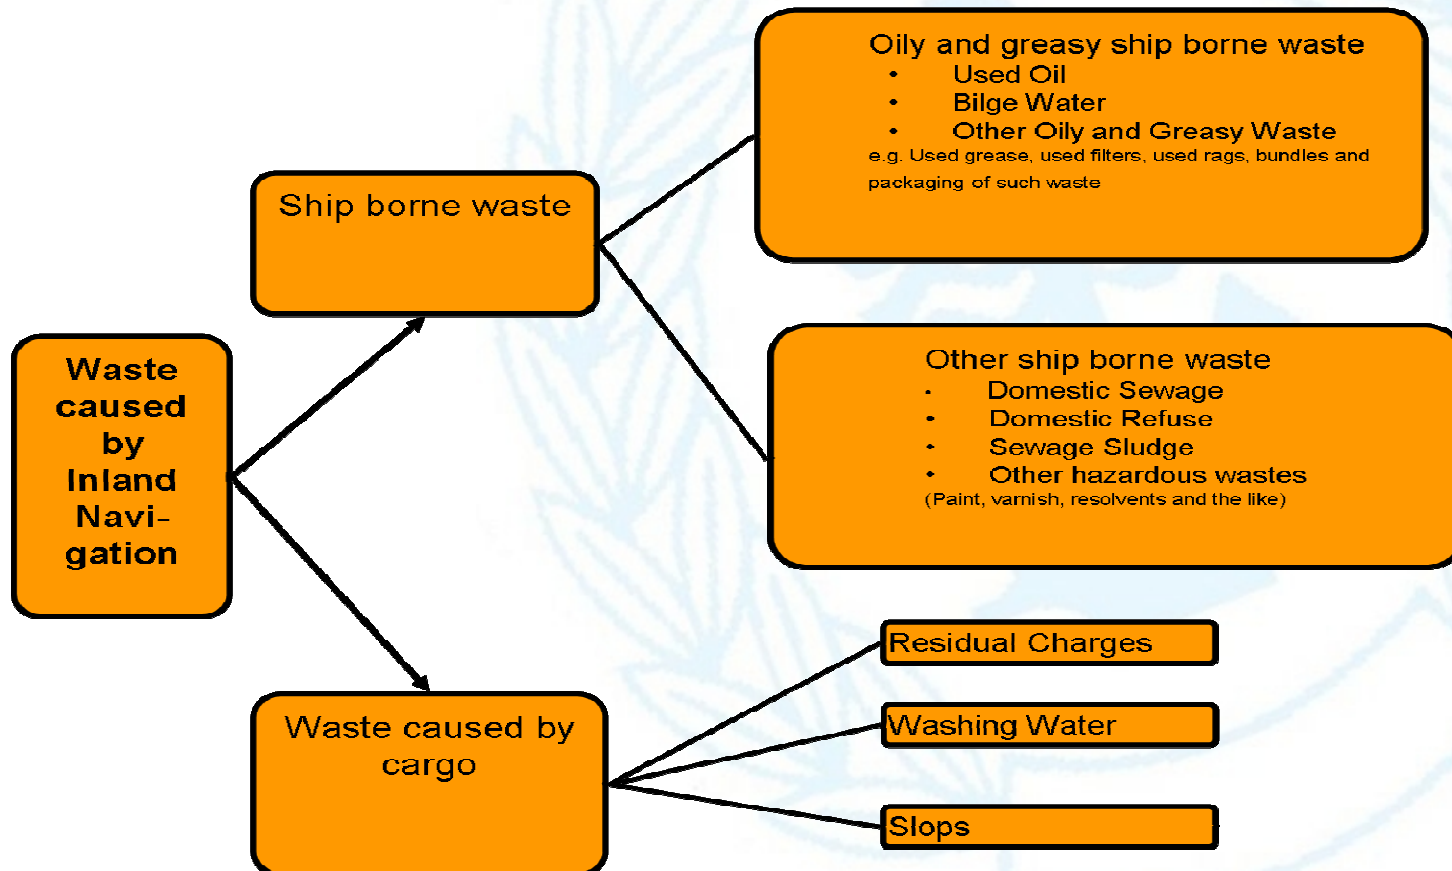 Waste
caused
by
Inland
Navi-
gation
Ship borne waste
Oily and greasy ship borne waste
• Used Oil
• Bilge Water
• Other Oily and Greasy Waste
e.g. Used grease, used filters, used rags, bundles and
packaging of such waste
Other ship borne waste
• Domestic Sewage
• Domestic Refuse
• Sewage Sludge
• Other hazardous wastes
(Paint, varnish, resolvents and the like)
Waste caused by
cargo
Residual Charges
Washing Water
Slops